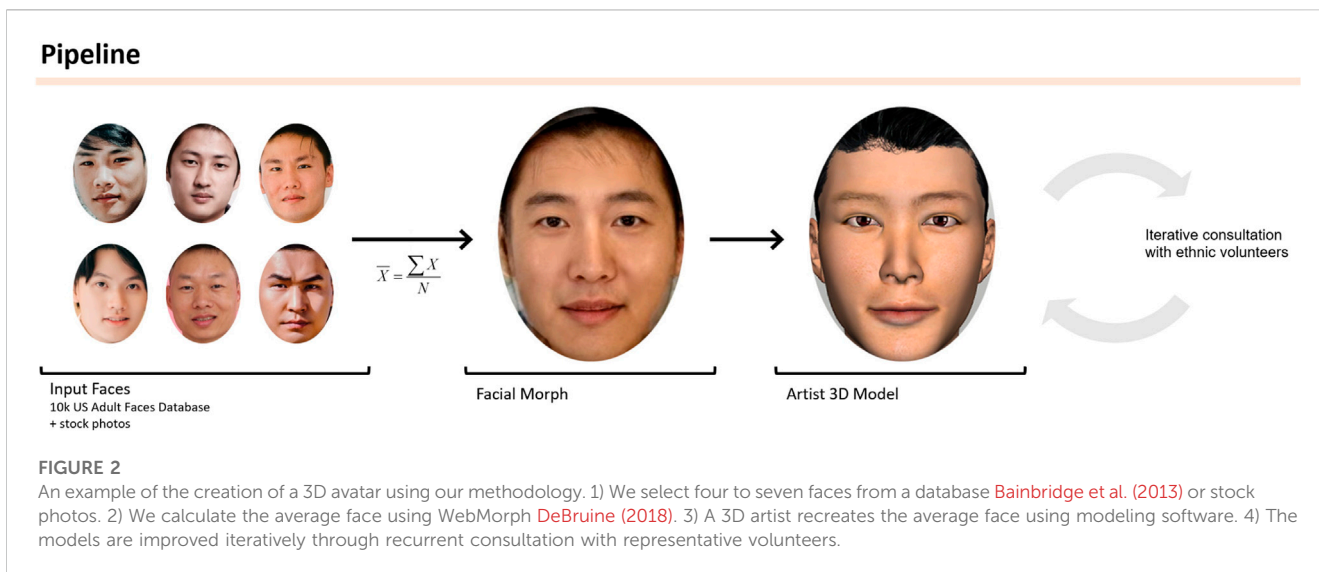 Pipeline
X̄ = ∑X / N
Iterative consultation
with ethnic volunteers
Input Faces
10k US Adult Faces Database
+ stock photos
Facial Morph
Artist 3D Model
FIGURE 2
An example of the creation of a 3D avatar using our methodology. 1) We select four to seven faces from a database Bainbridge et al. (2013) or stock
photos. 2) We calculate the average face using WebMorph DeBruine (2018). 3) A 3D artist recreates the average face using modeling software. 4) The
models are improved iteratively through recurrent consultation with representative volunteers.